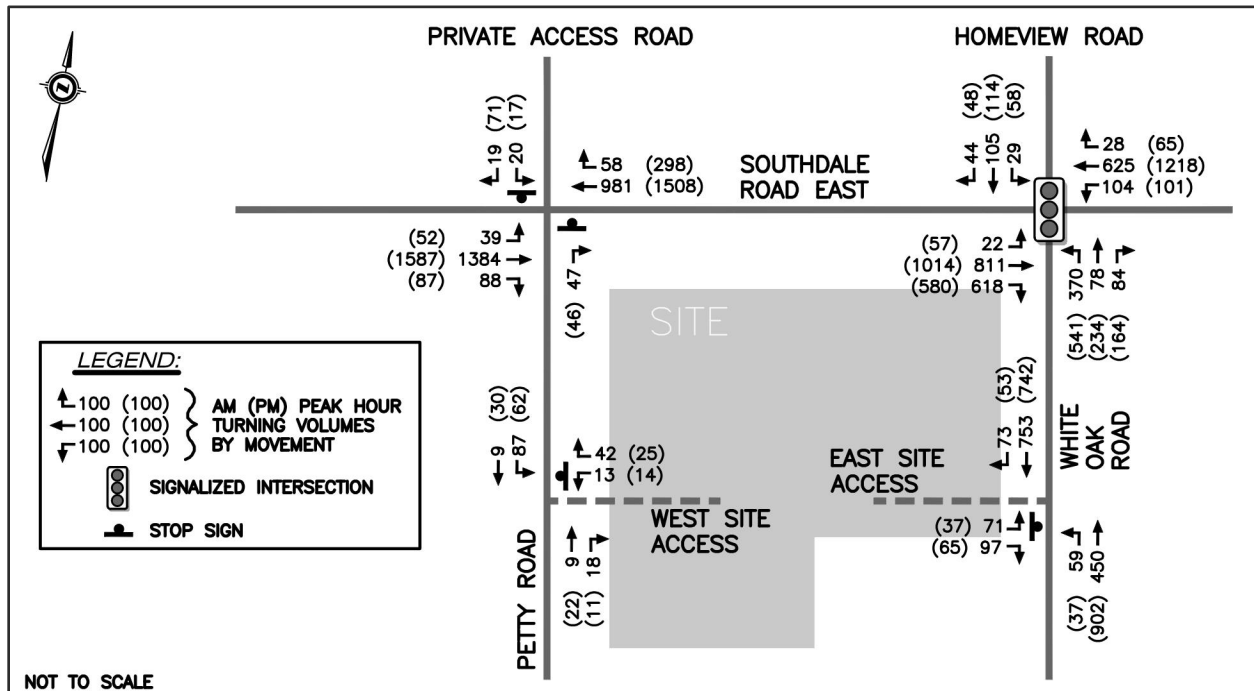 PRIVATE ACCESS ROAD
HOMEVIEW ROAD
Z
19 (71)
20 (17)
58 (298)
981 (1508)
SOUTHDALE
ROAD EAST
44 (48)
105 (114)
29 (58)
28 (65)
625 (1218)
104 (101)
(52) 39
(1587) 1384
(87) 88
(46) 47
(57) 22
(1014) 811
(580) 618
(541) 370
(234) 78
(164) 84
SITE
LEGEND:
100 (100)
100 (100)
100 (100)
AM (PM) PEAK HOUR
TURNING VOLUMES
BY MOVEMENT
SIGNALIZED INTERSECTION
STOP SIGN
9 (30)
87 (62)
42 (25)
13 (14)
WEST SITE
ACCESS
PETTY ROAD
(22) 9
(11) 18
73 (53)
753 (742)
EAST SITE
ACCESS
WHITE
OAK
ROAD
(37) 71
(65) 97
(37) 59
(902) 450
NOT TO SCALE